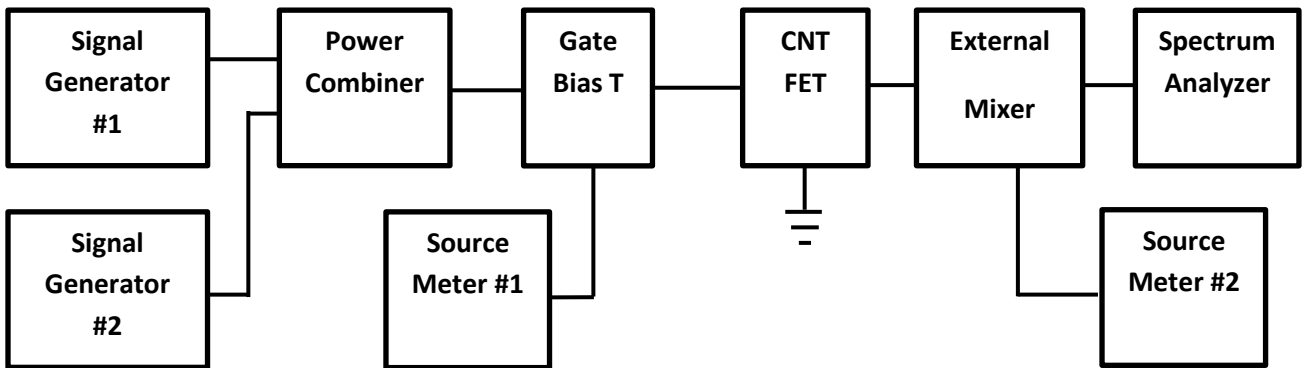 Signal
Generator
#1
Power
Combiner
Gate
Bias T
CNT
FET
External
Mixer
Spectrum
Analyzer
Signal
Generator
#2
Source
Meter #1
Source
Meter #2